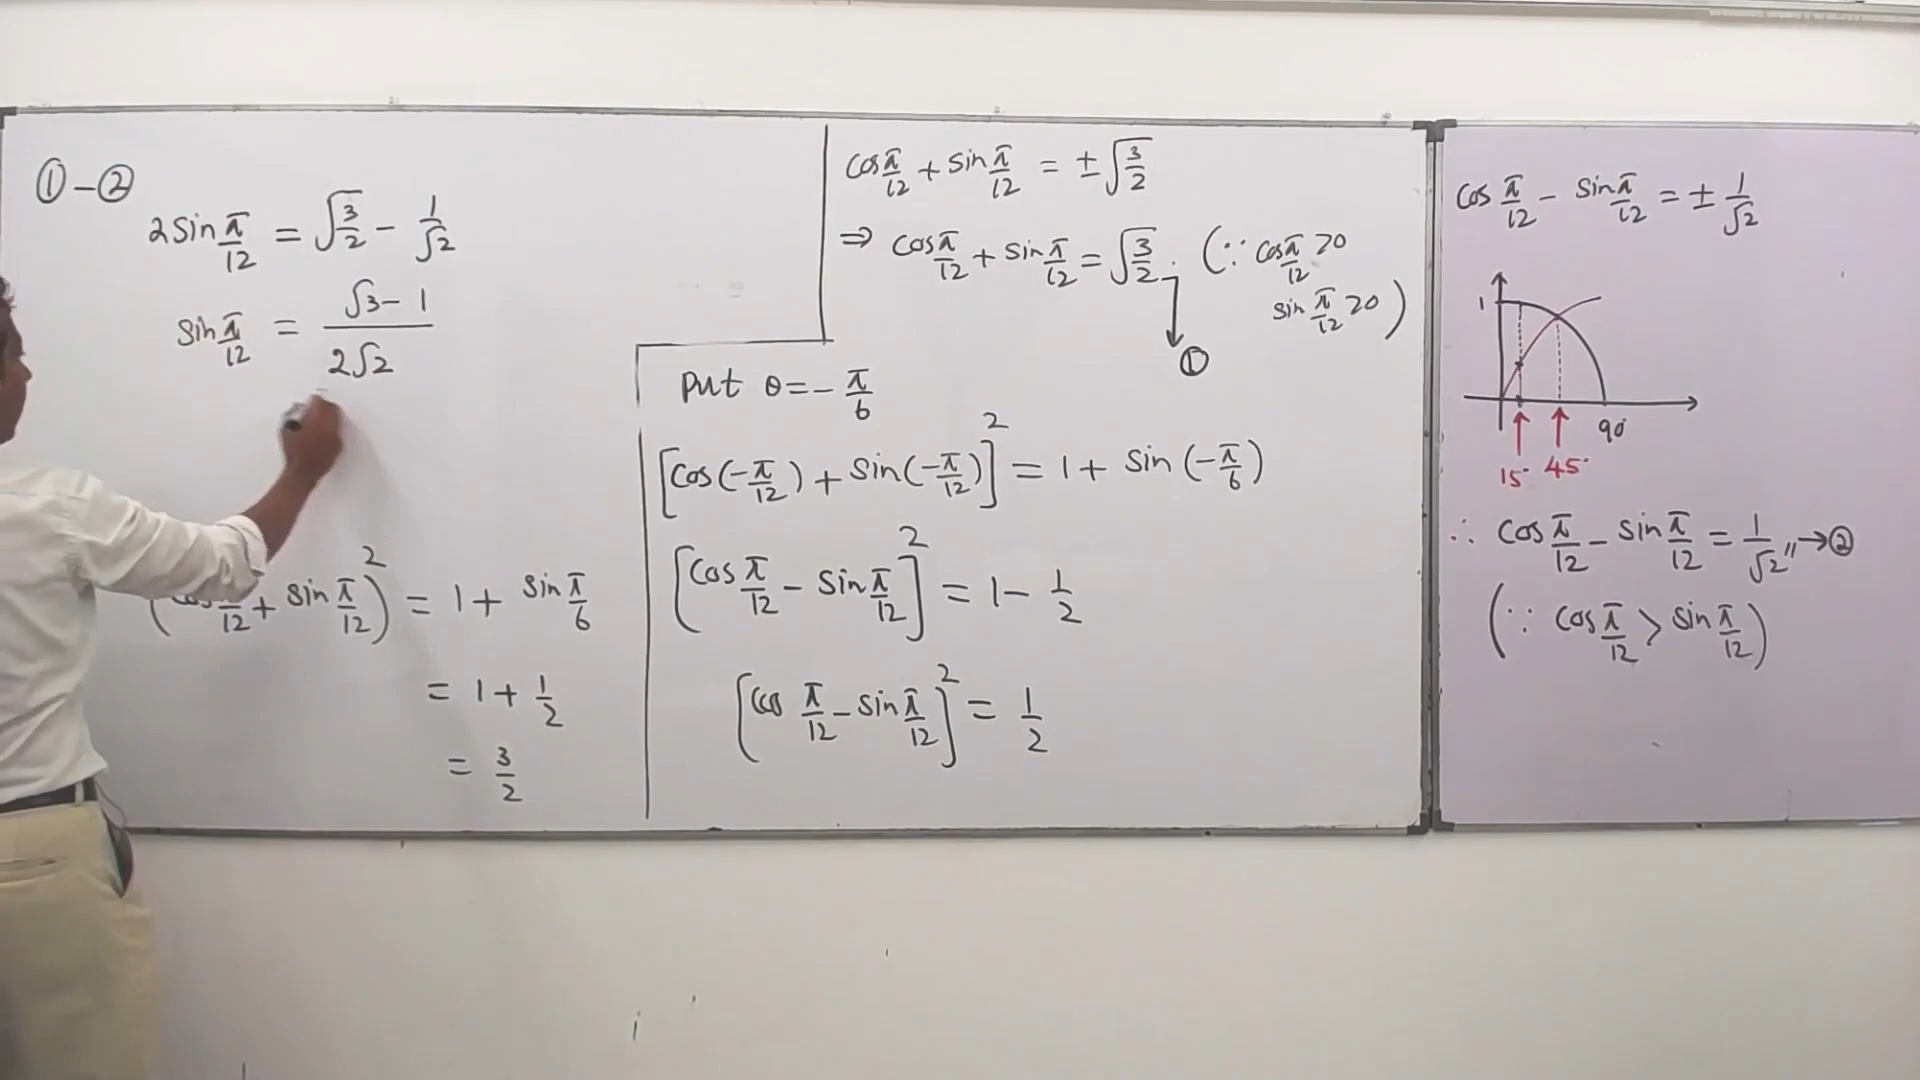 ①-②
2sin π/12 = √(3/2) - 1/√2
sin π/12 = (√3-1)/(2√2)
(cos π/12 + sin π/12)² = 1 + sin π/6
= 1 + 1/2
= 3/2
cos π/12 + sin π/12 = ±√(3/2)
⇒ cos π/12 + sin π/12 = √(3/2). (∵ cos π/12 >0
sin π/12 >0)
①
Put θ=-π/6
[cos(-π/12) + sin(-π/12)]² = 1 + sin(-π/6)
[cos π/12 - sin π/12]² = 1 - 1/2
[cos π/12 - sin π/12]² = 1/2
cos π/12 - sin π/12 = ± 1/√2
1
90°
15° 45°
∴ cos π/12 - sin π/12 = 1/√2 〃→②
(∵ cos π/12 > sin π/12)